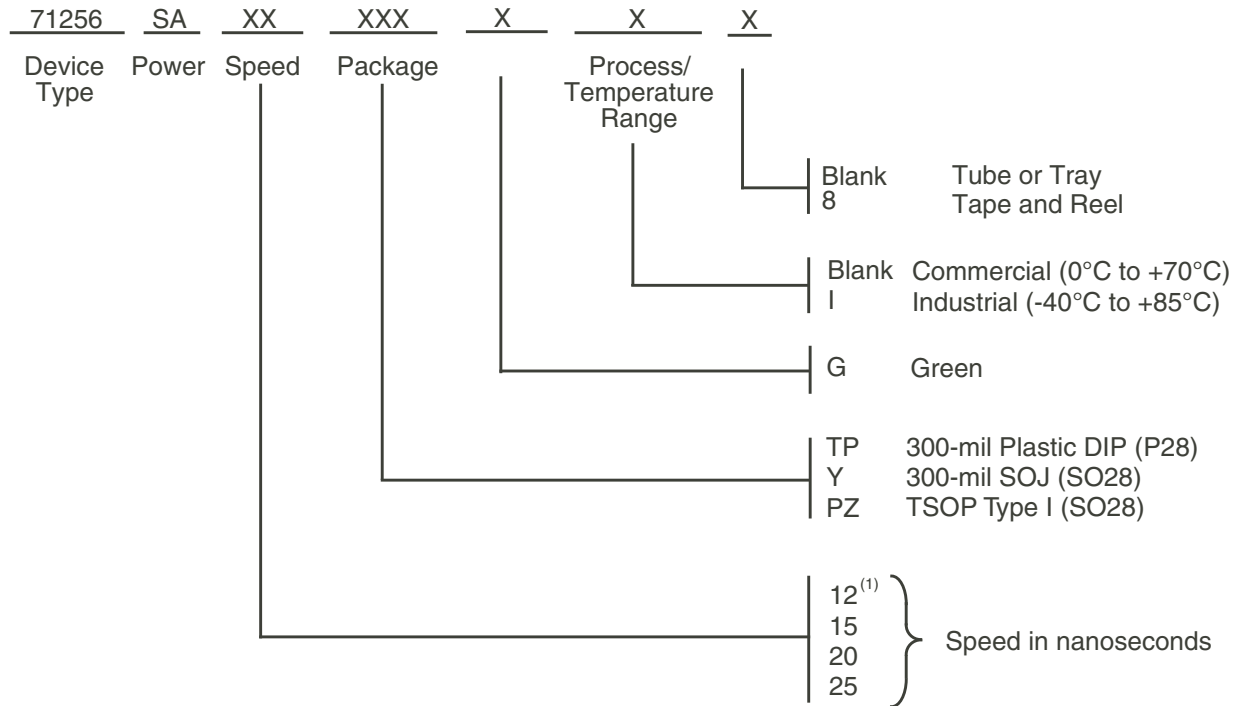 71256 SA XX XXX X X X
Device Type
Power
Speed
Package
Process/
Temperature
Range
Blank Tube or Tray
8 Tape and Reel
Blank Commercial (0°C to +70°C)
I Industrial (-40°C to +85°C)
G Green
TP 300-mil Plastic DIP (P28)
Y 300-mil SOJ (SO28)
PZ TSOP Type I (SO28)
12(1)
15
20
25
Speed in nanoseconds